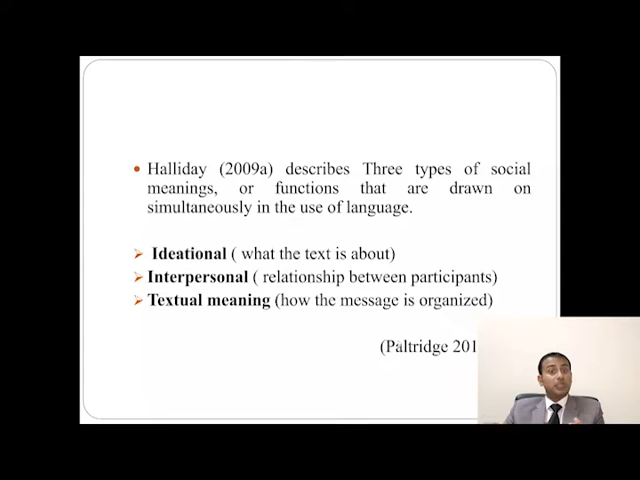 Halliday (2009a) describes Three types of social
meanings, or functions that are drawn on
simultaneously in the use of language.
Ideational ( what the text is about)
Interpersonal ( relationship between participants)
Textual meaning (how the message is organized)
(Paltridge 201